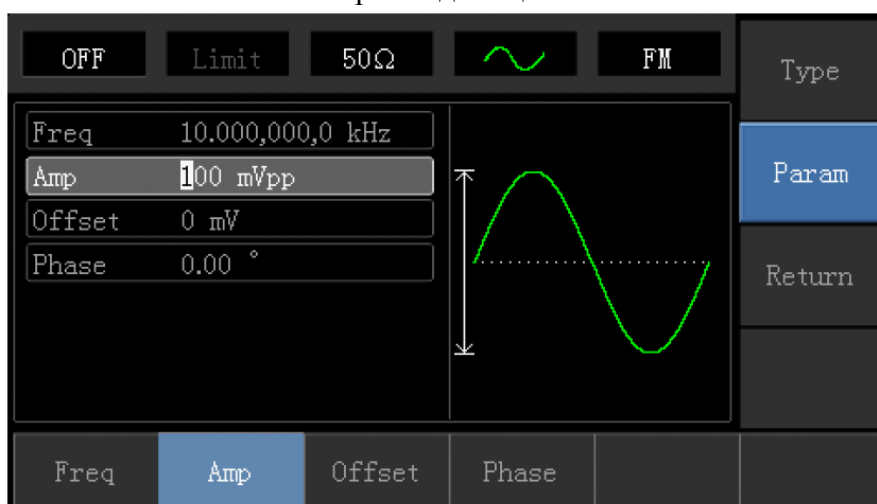 OFF Limit 50Ω FM
Type
Freq 10.000,000,0 kHz
Amp 100 mVpp
Param
Offset 0 mV
Phase 0.00 °
Return
Freq Amp Offset Phase